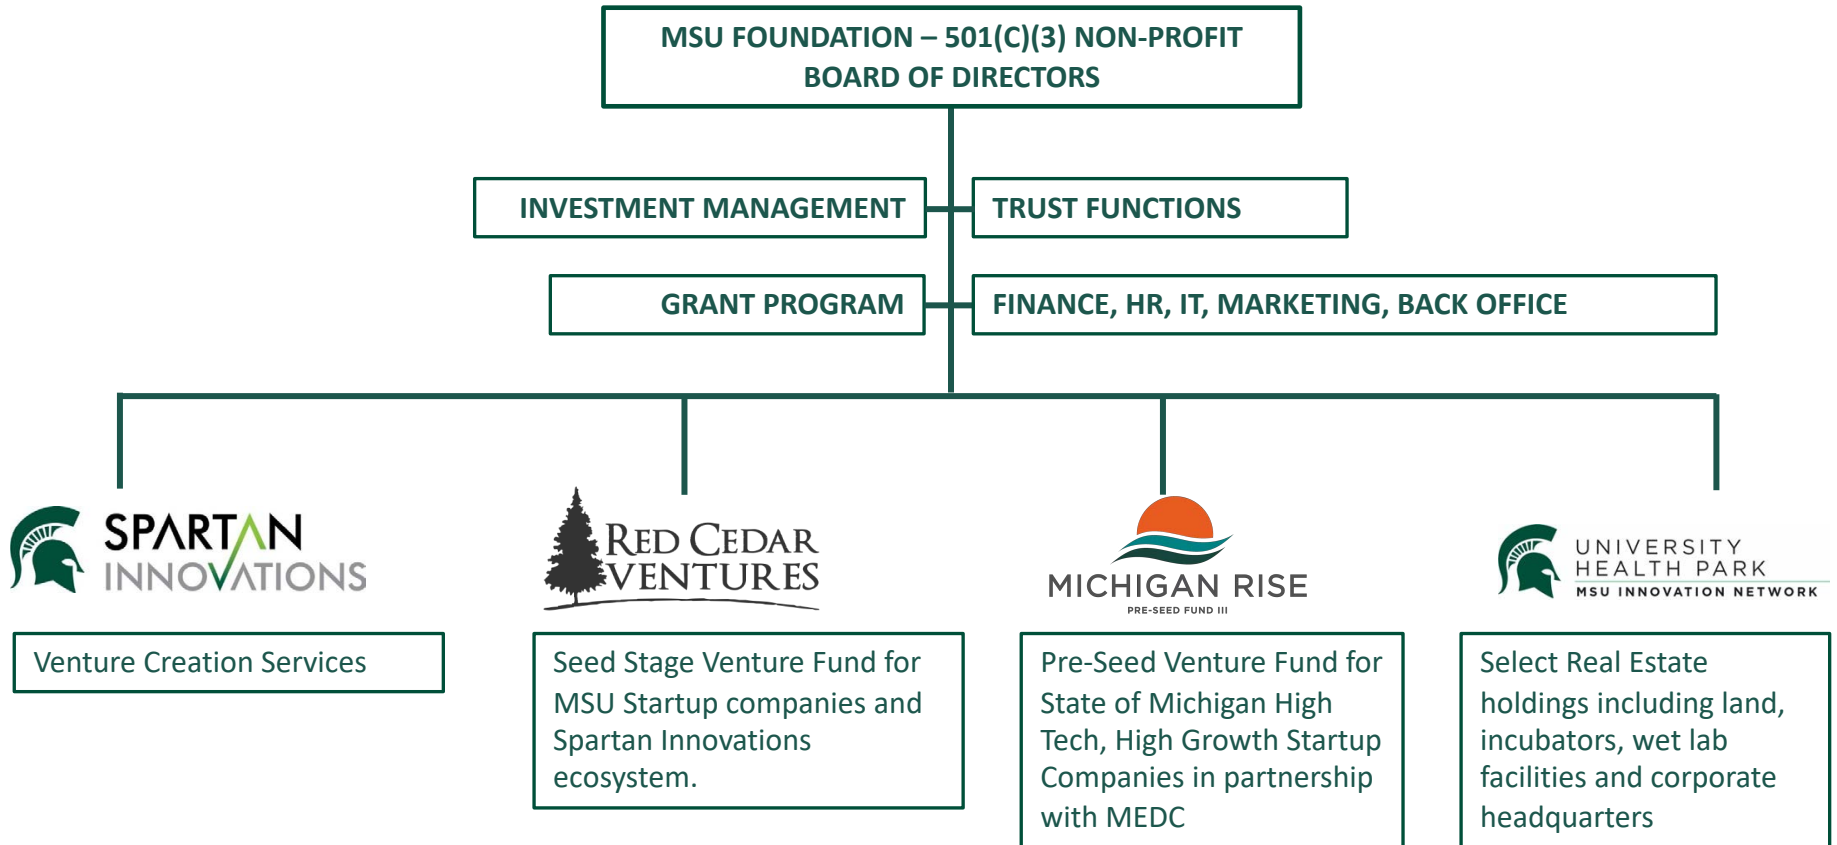 MSU FOUNDATION – 501(C)(3) NON-PROFIT
BOARD OF DIRECTORS
INVESTMENT MANAGEMENT
TRUST FUNCTIONS
GRANT PROGRAM
FINANCE, HR, IT, MARKETING, BACK OFFICE
SPARTAN
INNOVATIONS
Venture Creation Services
RED CEDAR
VENTURES
Seed Stage Venture Fund for
MSU Startup companies and
Spartan Innovations
ecosystem.
MICHIGAN RISE
PRE-SEED FUND III
Pre-Seed Venture Fund for
State of Michigan High
Tech, High Growth Startup
Companies in partnership
with MEDC
UNIVERSITY
HEALTH PARK
MSU INNOVATION NETWORK
Select Real Estate
holdings including land,
incubators, wet lab
facilities and corporate
headquarters